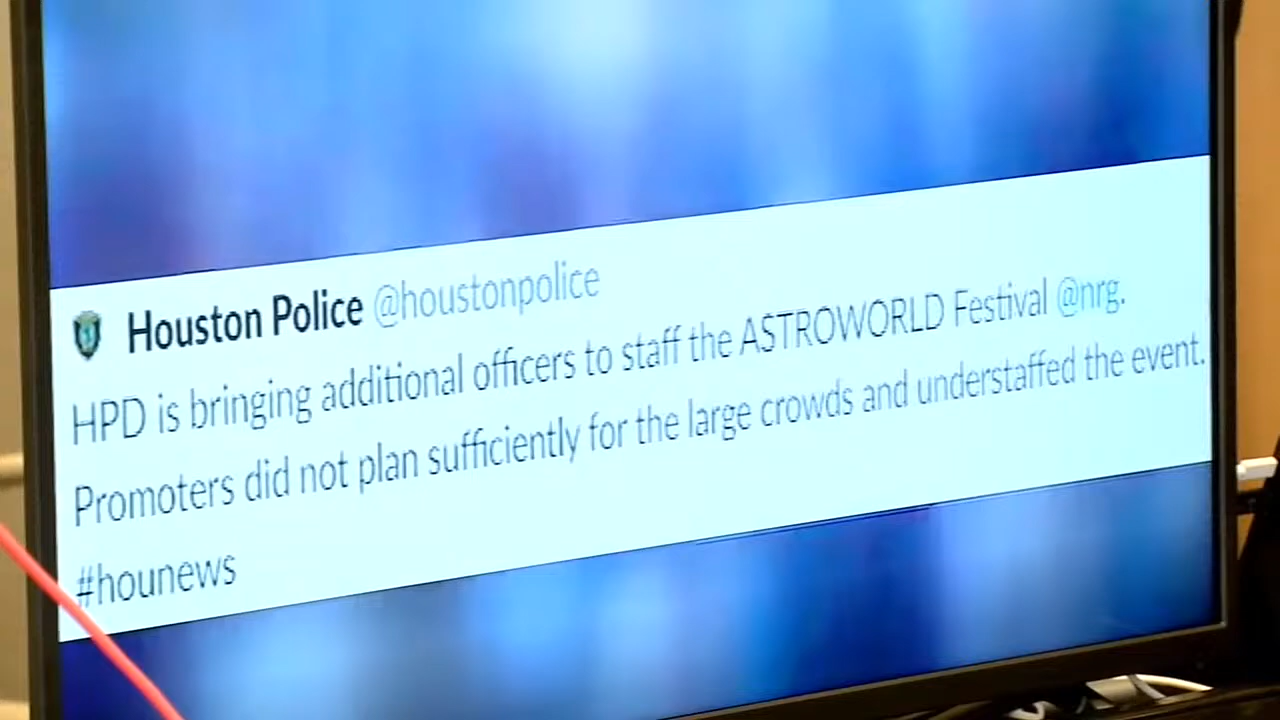 Houston Police @houstonpolice
HPD is bringing additional officers to staff the ASTROWORLD Festival @nrg.
Promoters did not plan sufficiently for the large crowds and understaffed the event.
#hounews